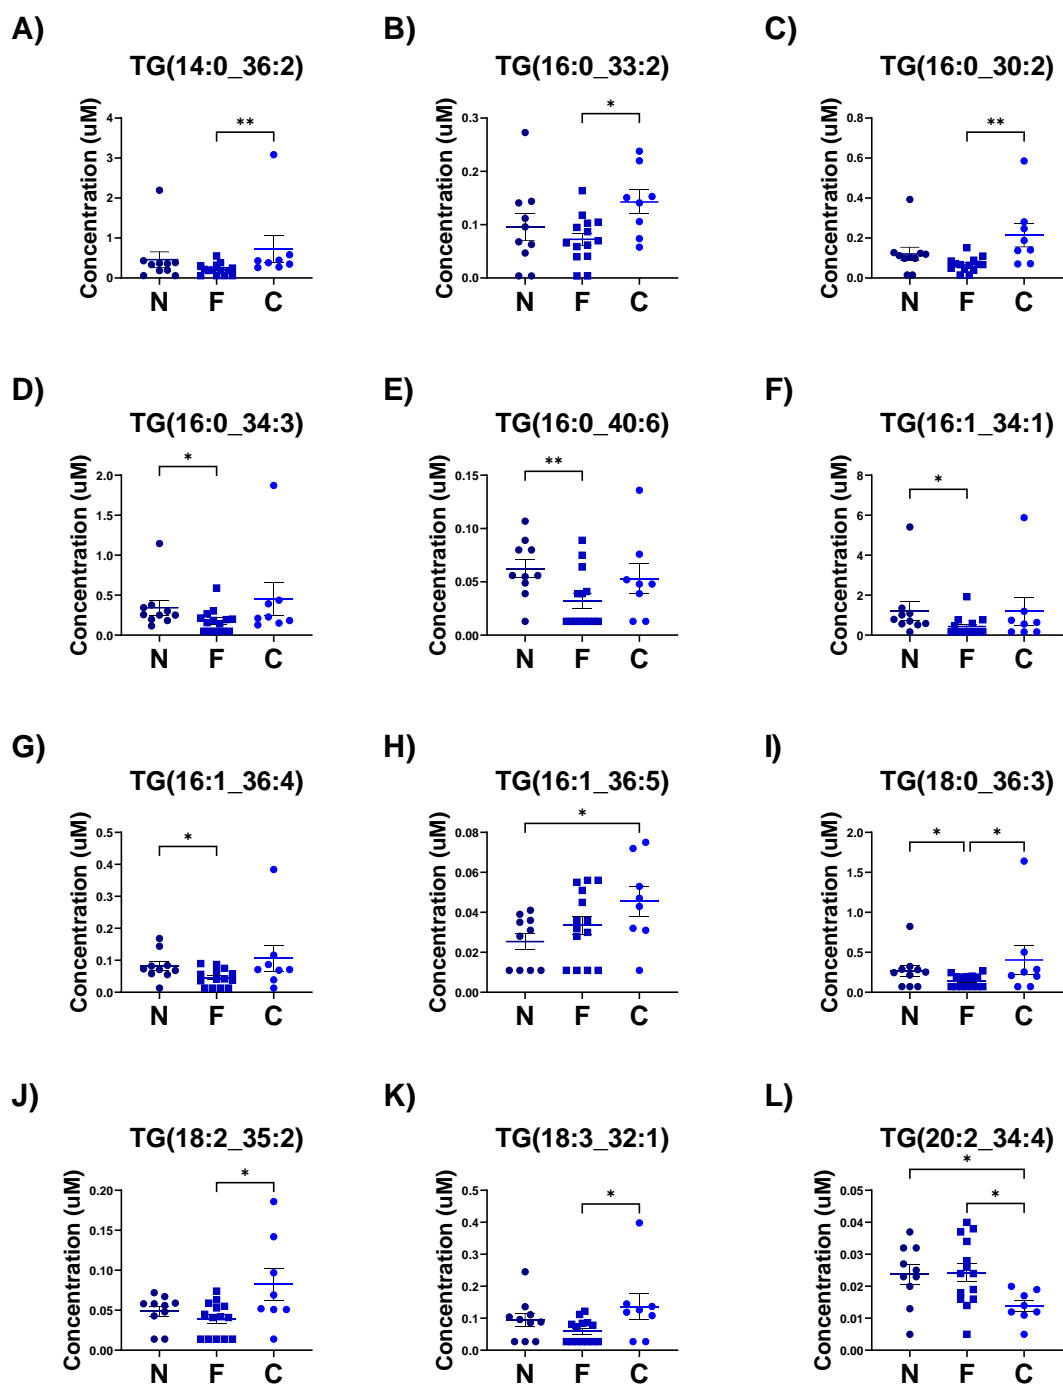 A)
TG(14:0_36:2)
Concentration (uM)
4
3
2
1
0
**
N F C
B)
TG(16:0_33:2)
Concentration (uM)
0.3
0.2
0.1
0.0
*
N F C
C)
TG(16:0_30:2)
Concentration (uM)
0.8
0.6
0.4
0.2
0.0
**
N F C
D)
TG(16:0_34:3)
Concentration (uM)
2.0
1.5
1.0
0.5
0.0
*
N F C
E)
TG(16:0_40:6)
Concentration (uM)
0.15
0.10
0.05
0.00
**
N F C
F)
TG(16:1_34:1)
Concentration (uM)
8
6
4
2
0
*
N F C
G)
TG(16:1_36:4)
Concentration (uM)
0.5
0.4
0.3
0.2
0.1
0.0
*
N F C
H)
TG(16:1_36:5)
Concentration (uM)
0.08
0.06
0.04
0.02
0.00
*
N F C
I)
TG(18:0_36:3)
Concentration (uM)
2.0
1.5
1.0
0.5
0.0
* *
N F C
J)
TG(18:2_35:2)
Concentration (uM)
0.20
0.15
0.10
0.05
0.00
*
N F C
K)
TG(18:3_32:1)
Concentration (uM)
0.5
0.4
0.3
0.2
0.1
0.0
*
N F C
L)
TG(20:2_34:4)
Concentration (uM)
0.05
0.04
0.03
0.02
0.01
0.00
*
*
N F C